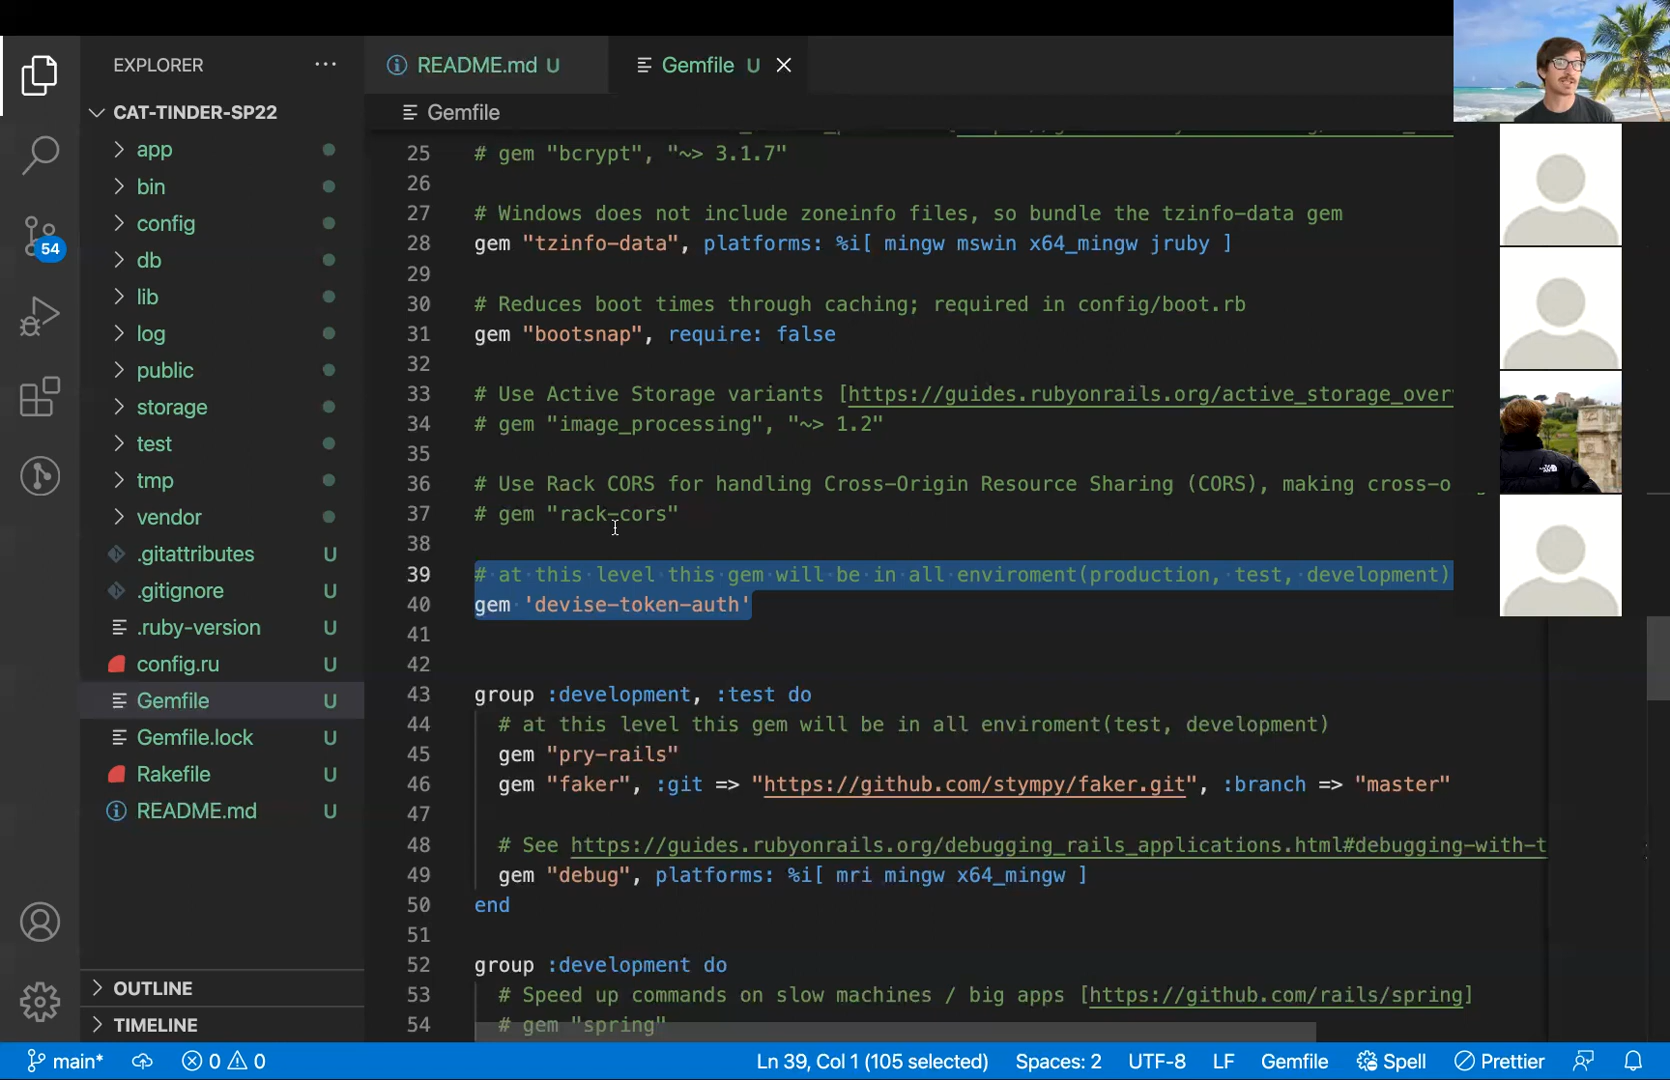 EXPLORER
README.md U
Gemfile U
CAT-TINDER-SP22
Gemfile
app
bin
config
db
lib
log
public
storage
test
tmp
vendor
.gitattributes U
.gitignore U
.ruby-version U
config.ru U
Gemfile U
Gemfile.lock U
Rakefile U
README.md U
OUTLINE
TIMELINE
54
25 # gem "bcrypt", "~> 3.1.7"
26
27 # Windows does not include zoneinfo files, so bundle the tzinfo-data gem
28 gem "tzinfo-data", platforms: %i[ mingw mswin x64_mingw jruby ]
29
30 # Reduces boot times through caching; required in config/boot.rb
31 gem "bootsnap", require: false
32
33 # Use Active Storage variants [https://guides.rubyonrails.org/active_storage_over
34 # gem "image_processing", "~> 1.2"
35
36 # Use Rack CORS for handling Cross-Origin Resource Sharing (CORS), making cross-o
37 # gem "rack-cors"
38
39 # at this level this gem will be in all enviroment(production, test, development)
40 gem 'devise-token-auth'
41
42
43 group :development, :test do
44 # at this level this gem will be in all enviroment(test, development)
45 gem "pry-rails"
46 gem "faker", :git => "https://github.com/stympy/faker.git", :branch => "master"
47
48 # See https://guides.rubyonrails.org/debugging_rails_applications.html#debugging-with-t
49 gem "debug", platforms: %i[ mri mingw x64_mingw ]
50 end
51
52 group :development do
53 # Speed up commands on slow machines / big apps [https://github.com/rails/spring]
54 # gem "spring"
main* 0 0 Ln 39, Col 1 (105 selected) Spaces: 2 UTF-8 LF Gemfile Spell Prettier